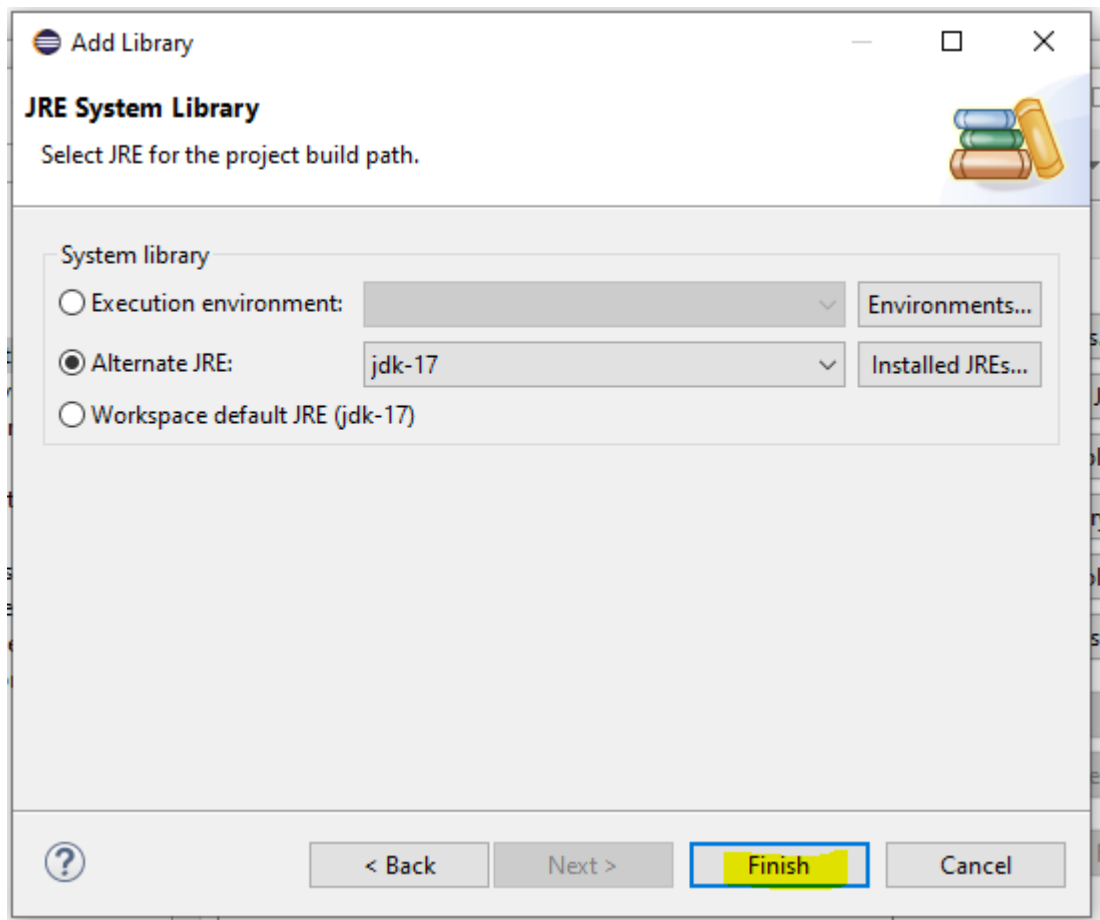 Add Library
JRE System Library
Select JRE for the project build path.
System library
Execution environment:
Environments...
Alternate JRE:
jdk-17
Installed JREs...
Workspace default JRE (jdk-17)
?
< Back
Next >
Finish
Cancel